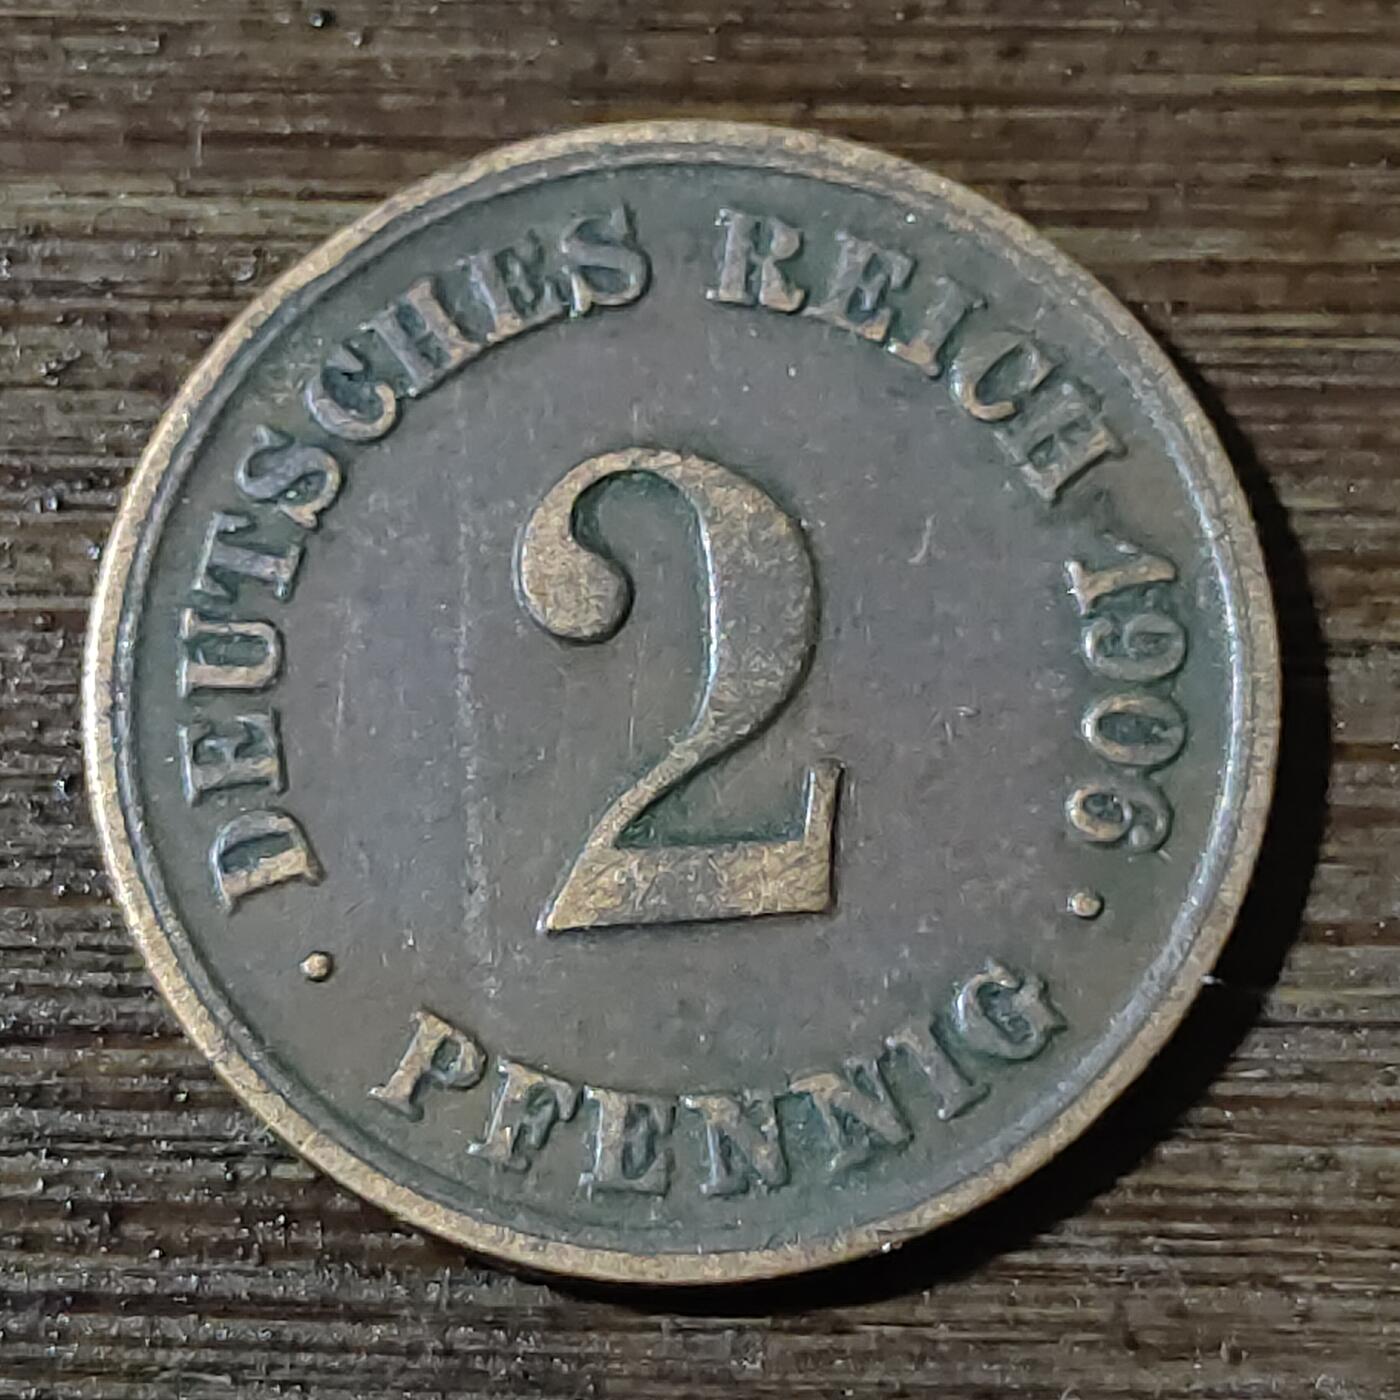 DEUTSCHES REICH 1906
2
PFENNIG